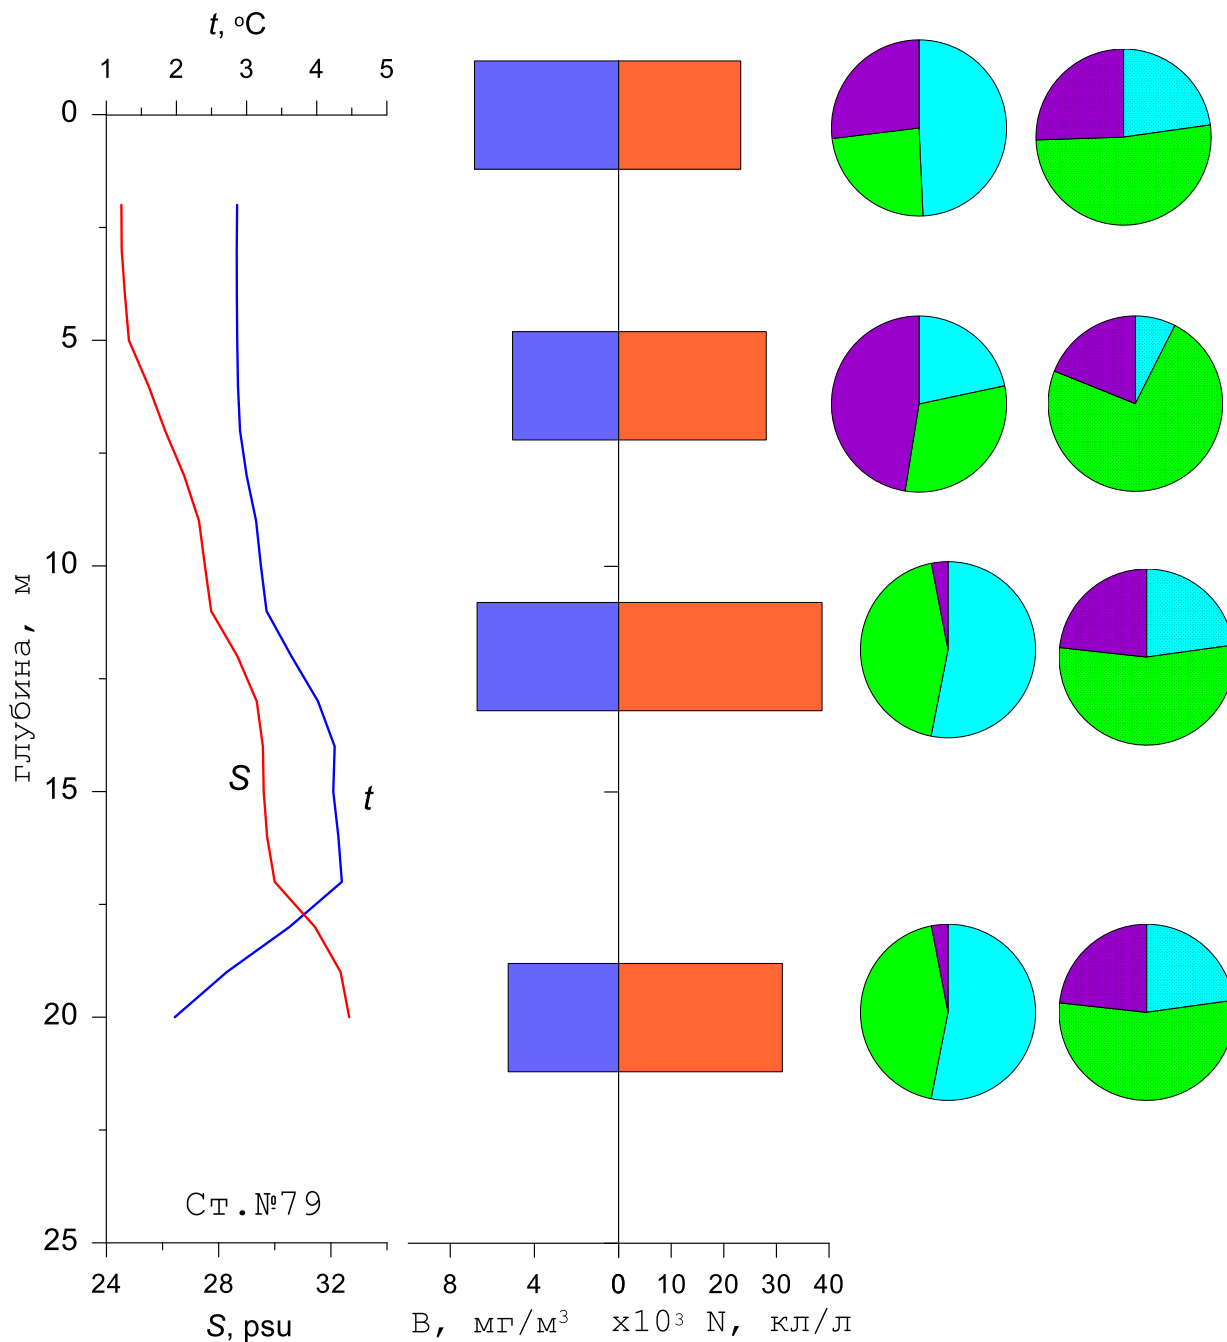 t, °C
1 2 3 4 5
0
5
10
15
20
25
глубина, м
S
t
Ст.№79
24 28 32
8 4 0 10 20 30 40
S, psu
В, мг/м³ x10³ N, кл/л